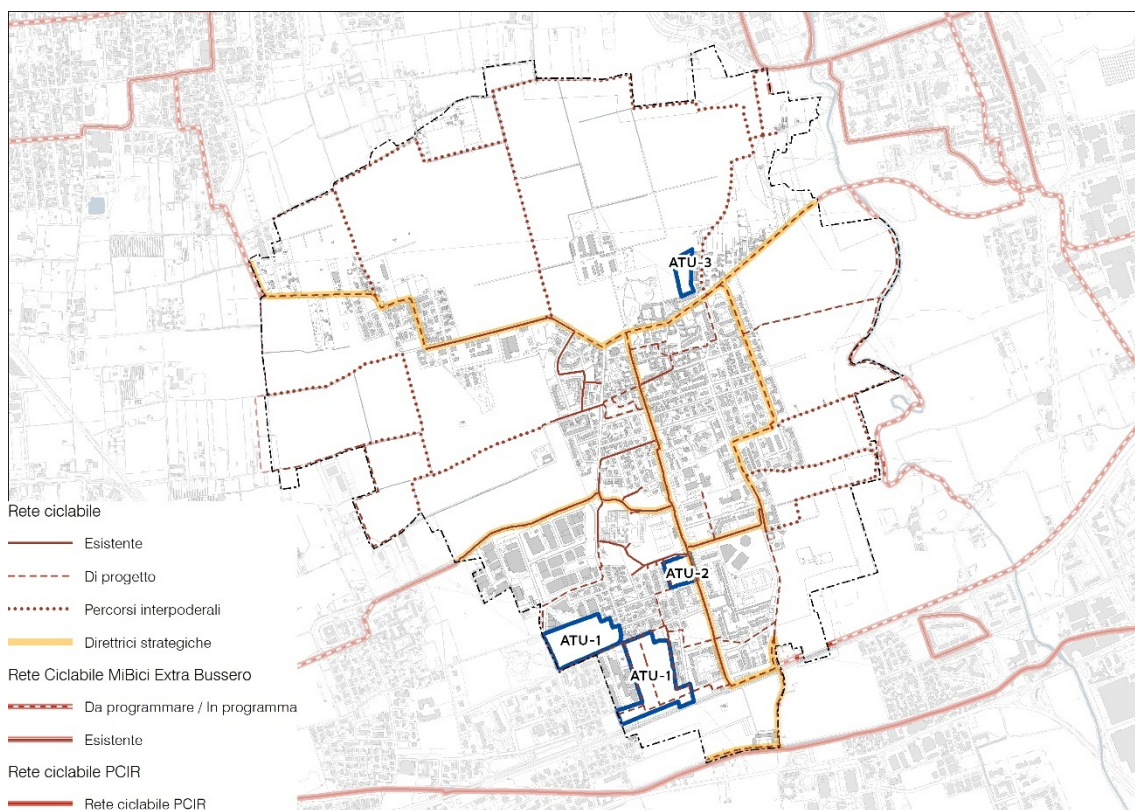 ATU-3
ATU-2
ATU-1
ATU-1
Rete ciclabile
Esistente
Di progetto
Percorsi interpoderali
Direttrici strategiche
Rete Ciclabile MiBici Extra Bussero
Da programmare / In programma
Esistente
Rete ciclabile PCIR
Rete ciclabile PCIR